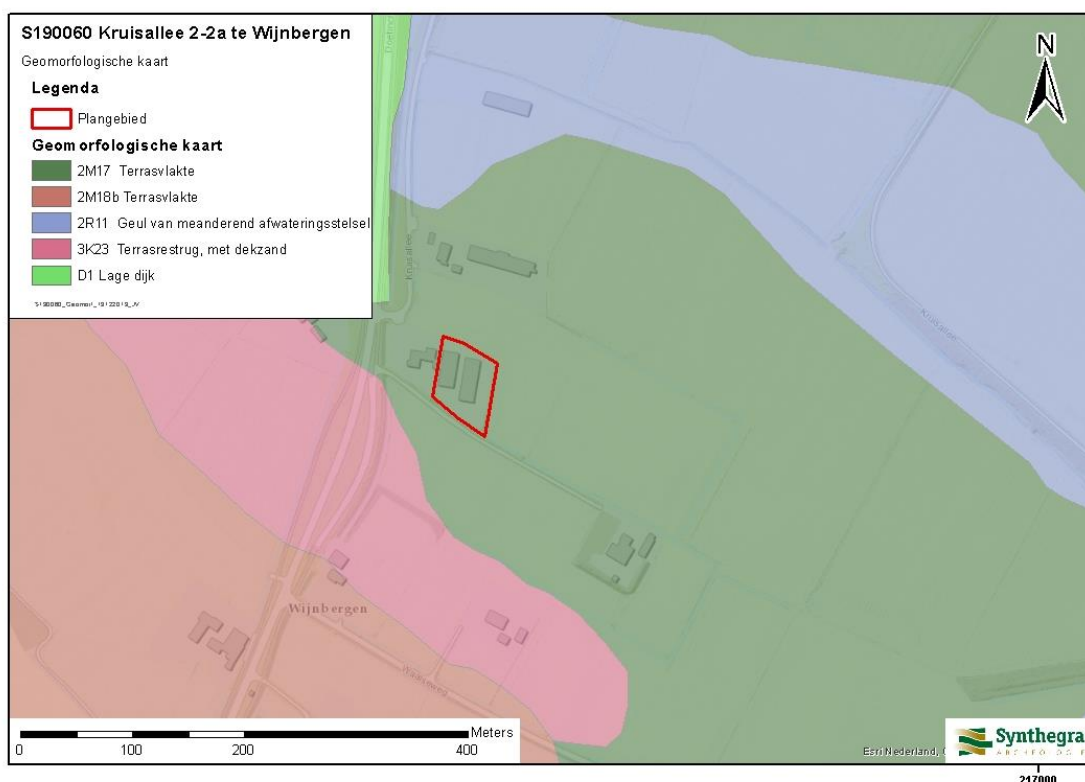 S190060 Kruisallee 2-2a te Wijnbergen
Geomorfologische kaart
Legenda
Plangebied
Geomorfologische kaart
2M17 Terrasvlakte
2M18b Terrasvlakte
2R11 Geul van meanderend afwateringsstelsel
3K23 Terrasrestrug, met dekzand
D1 Lage dijk
N
Kruisallee
Kruisallee
Wijnbergen
Meters
0 100 200 400
Esri Nederland,
Synthegra
217000